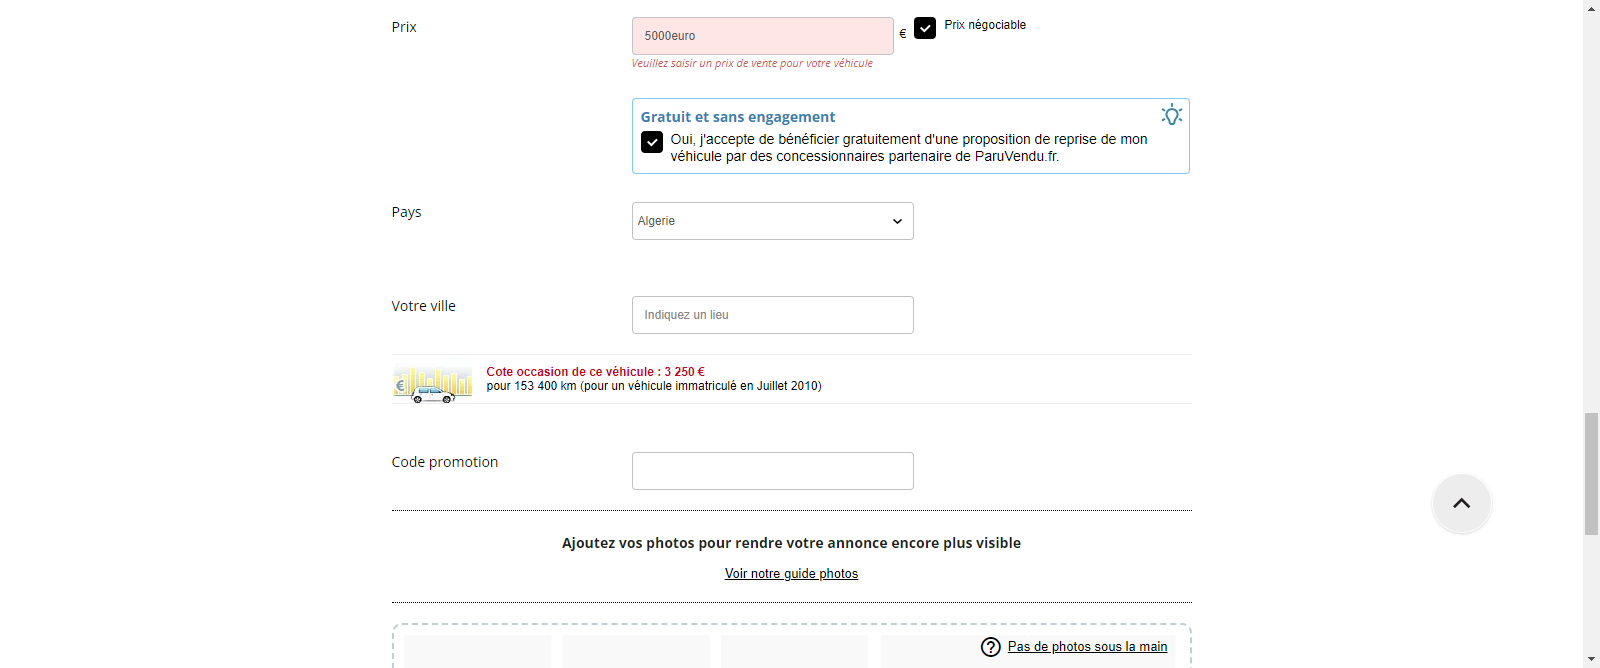 Prix
5000euro
€
Prix négociable
Veuillez saisir un prix de vente pour votre véhicule
Gratuit et sans engagement
Oui, j'accepte de bénéficier gratuitement d'une proposition de reprise de mon
véhicule par des concessionnaires partenaire de ParuVendu.fr.
Pays
Algerie
Votre ville
Indiquez un lieu
€
Cote occasion de ce véhicule : 3 250 €
pour 153 400 km (pour un véhicule immatriculé en Juillet 2010)
Code promotion
Ajoutez vos photos pour rendre votre annonce encore plus visible
Voir notre guide photos
? Pas de photos sous la main